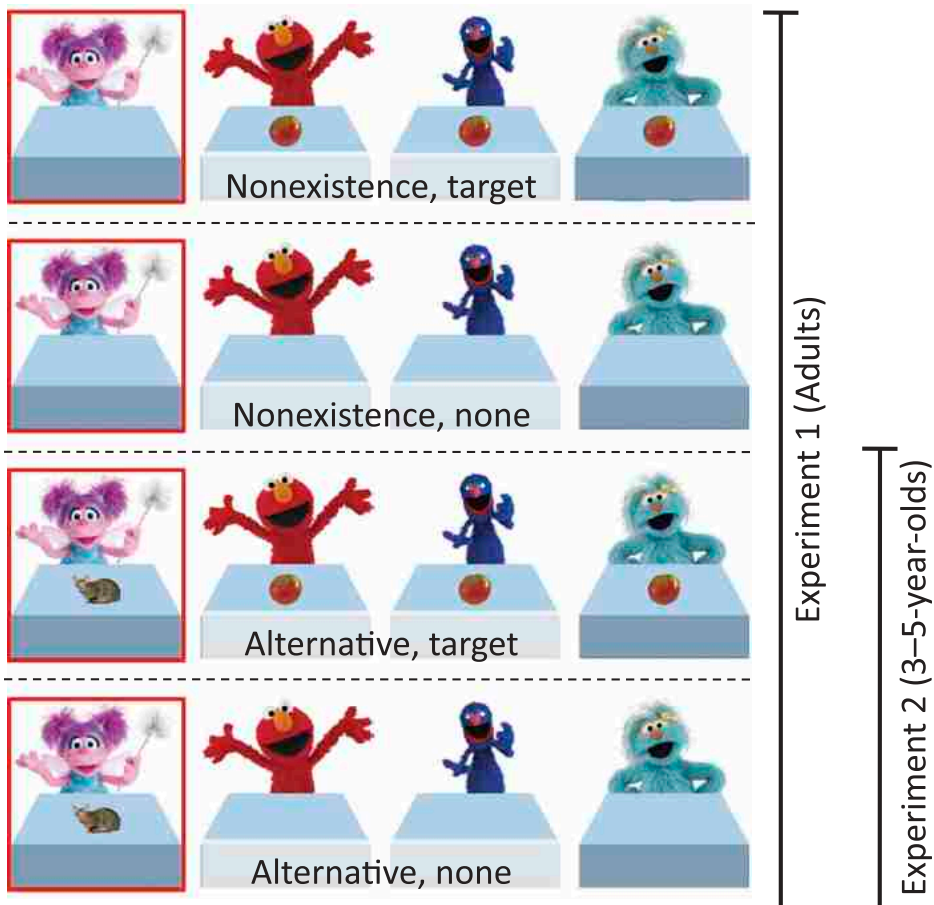 Nonexistence, target
Nonexistence, none
Alternative, target
Alternative, none
Experiment 1 (Adults)
Experiment 2 (3–5-year-olds)